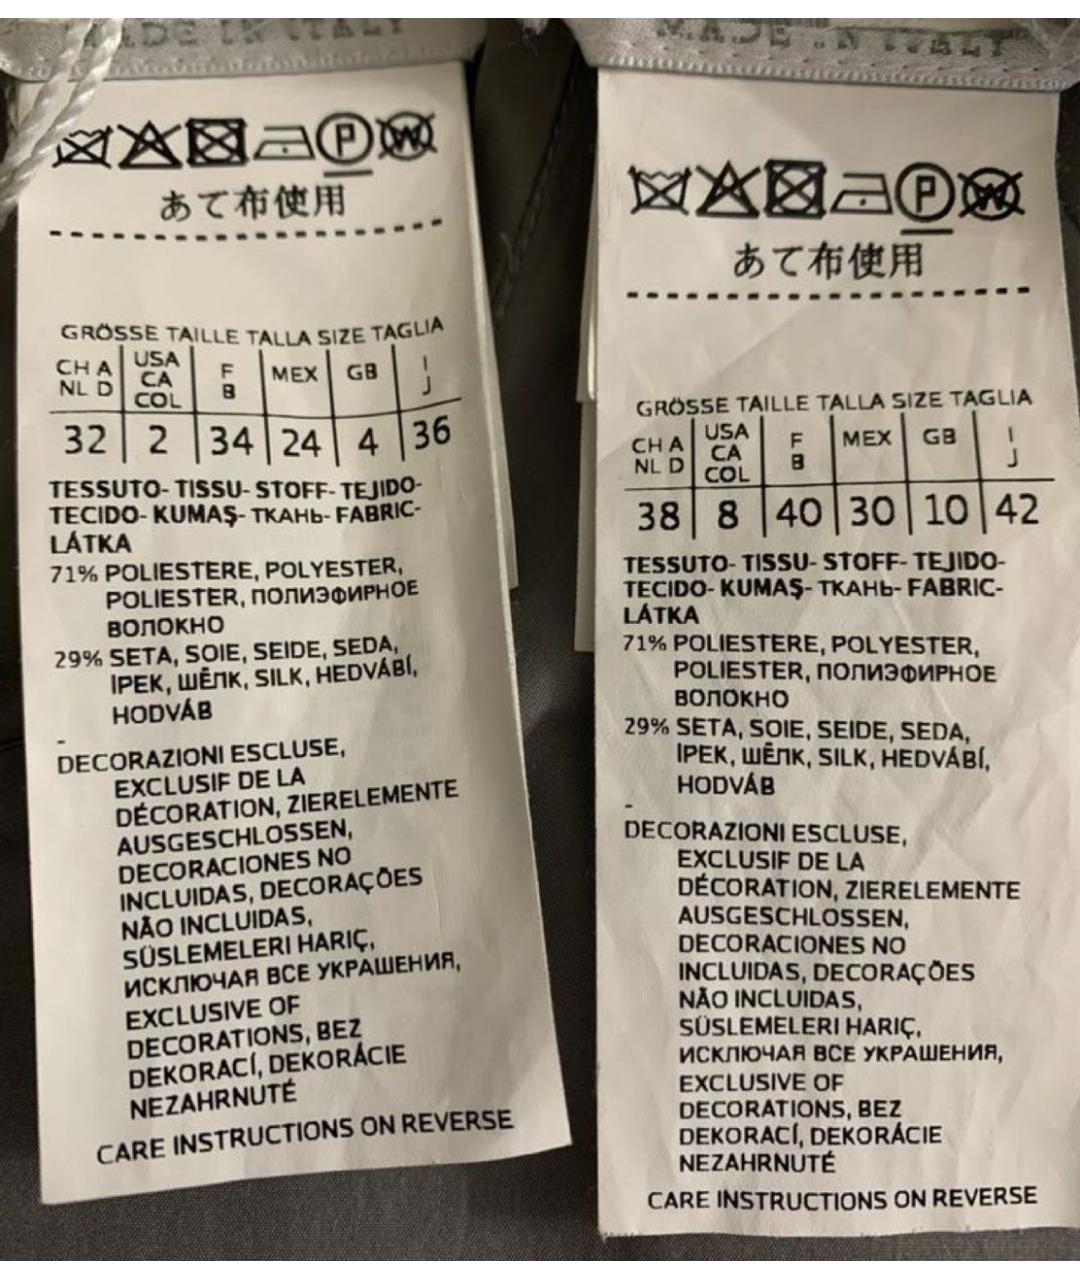 MADE IN ITALY
あて布使用
GRÖSSE TAILLE TALLA SIZE TAGLIA
CH A NL D USA CA COL F B MEX GB I J
32 2 34 24 4 36
TESSUTO- TISSU- STOFF- TEJIDO-
TECIDO- KUMAŞ- ТКАНЬ- FABRIC-
LÁTKA
71% POLIESTERE, POLYESTER,
POLIESTER, ПОЛИЭФИРНОЕ
ВОЛОКНО
29% SETA, SOIE, SEIDE, SEDA,
İPEK, ШЁЛК, SILK, HEDVÁBÍ,
HODVÁB
-
DECORAZIONI ESCLUSE,
EXCLUSIF DE LA
DÉCORATION, ZIERELEMENTE
AUSGESCHLOSSEN,
DECORACIONES NO
INCLUIDAS, DECORAÇÕES
NÃO INCLUIDAS,
SÜSLEMELERI HARIÇ,
ИСКЛЮЧАЯ ВСЕ УКРАШЕНИЯ,
EXCLUSIVE OF
DECORATIONS, BEZ
DEKORACÍ, DEKORÁCIE
NEZAHRNUTÉ
CARE INSTRUCTIONS ON REVERSE
MADE IN ITALY
あて布使用
GRÖSSE TAILLE TALLA SIZE TAGLIA
CH A NL D USA CA COL F B MEX GB I J
38 8 40 30 10 42
TESSUTO- TISSU- STOFF- TEJIDO-
TECIDO- KUMAŞ- ТКАНЬ- FABRIC-
LÁTKA
71% POLIESTERE, POLYESTER,
POLIESTER, ПОЛИЭФИРНОЕ
ВОЛОКНО
29% SETA, SOIE, SEIDE, SEDA,
İPEK, ШЁЛК, SILK, HEDVÁBÍ,
HODVÁB
-
DECORAZIONI ESCLUSE,
EXCLUSIF DE LA
DÉCORATION, ZIERELEMENTE
AUSGESCHLOSSEN,
DECORACIONES NO
INCLUIDAS, DECORAÇÕES
NÃO INCLUIDAS,
SÜSLEMELERI HARIÇ,
ИСКЛЮЧАЯ ВСЕ УКРАШЕНИЯ,
EXCLUSIVE OF
DECORATIONS, BEZ
DEKORACÍ, DEKORÁCIE
NEZAHRNUTÉ
CARE INSTRUCTIONS ON REVERSE